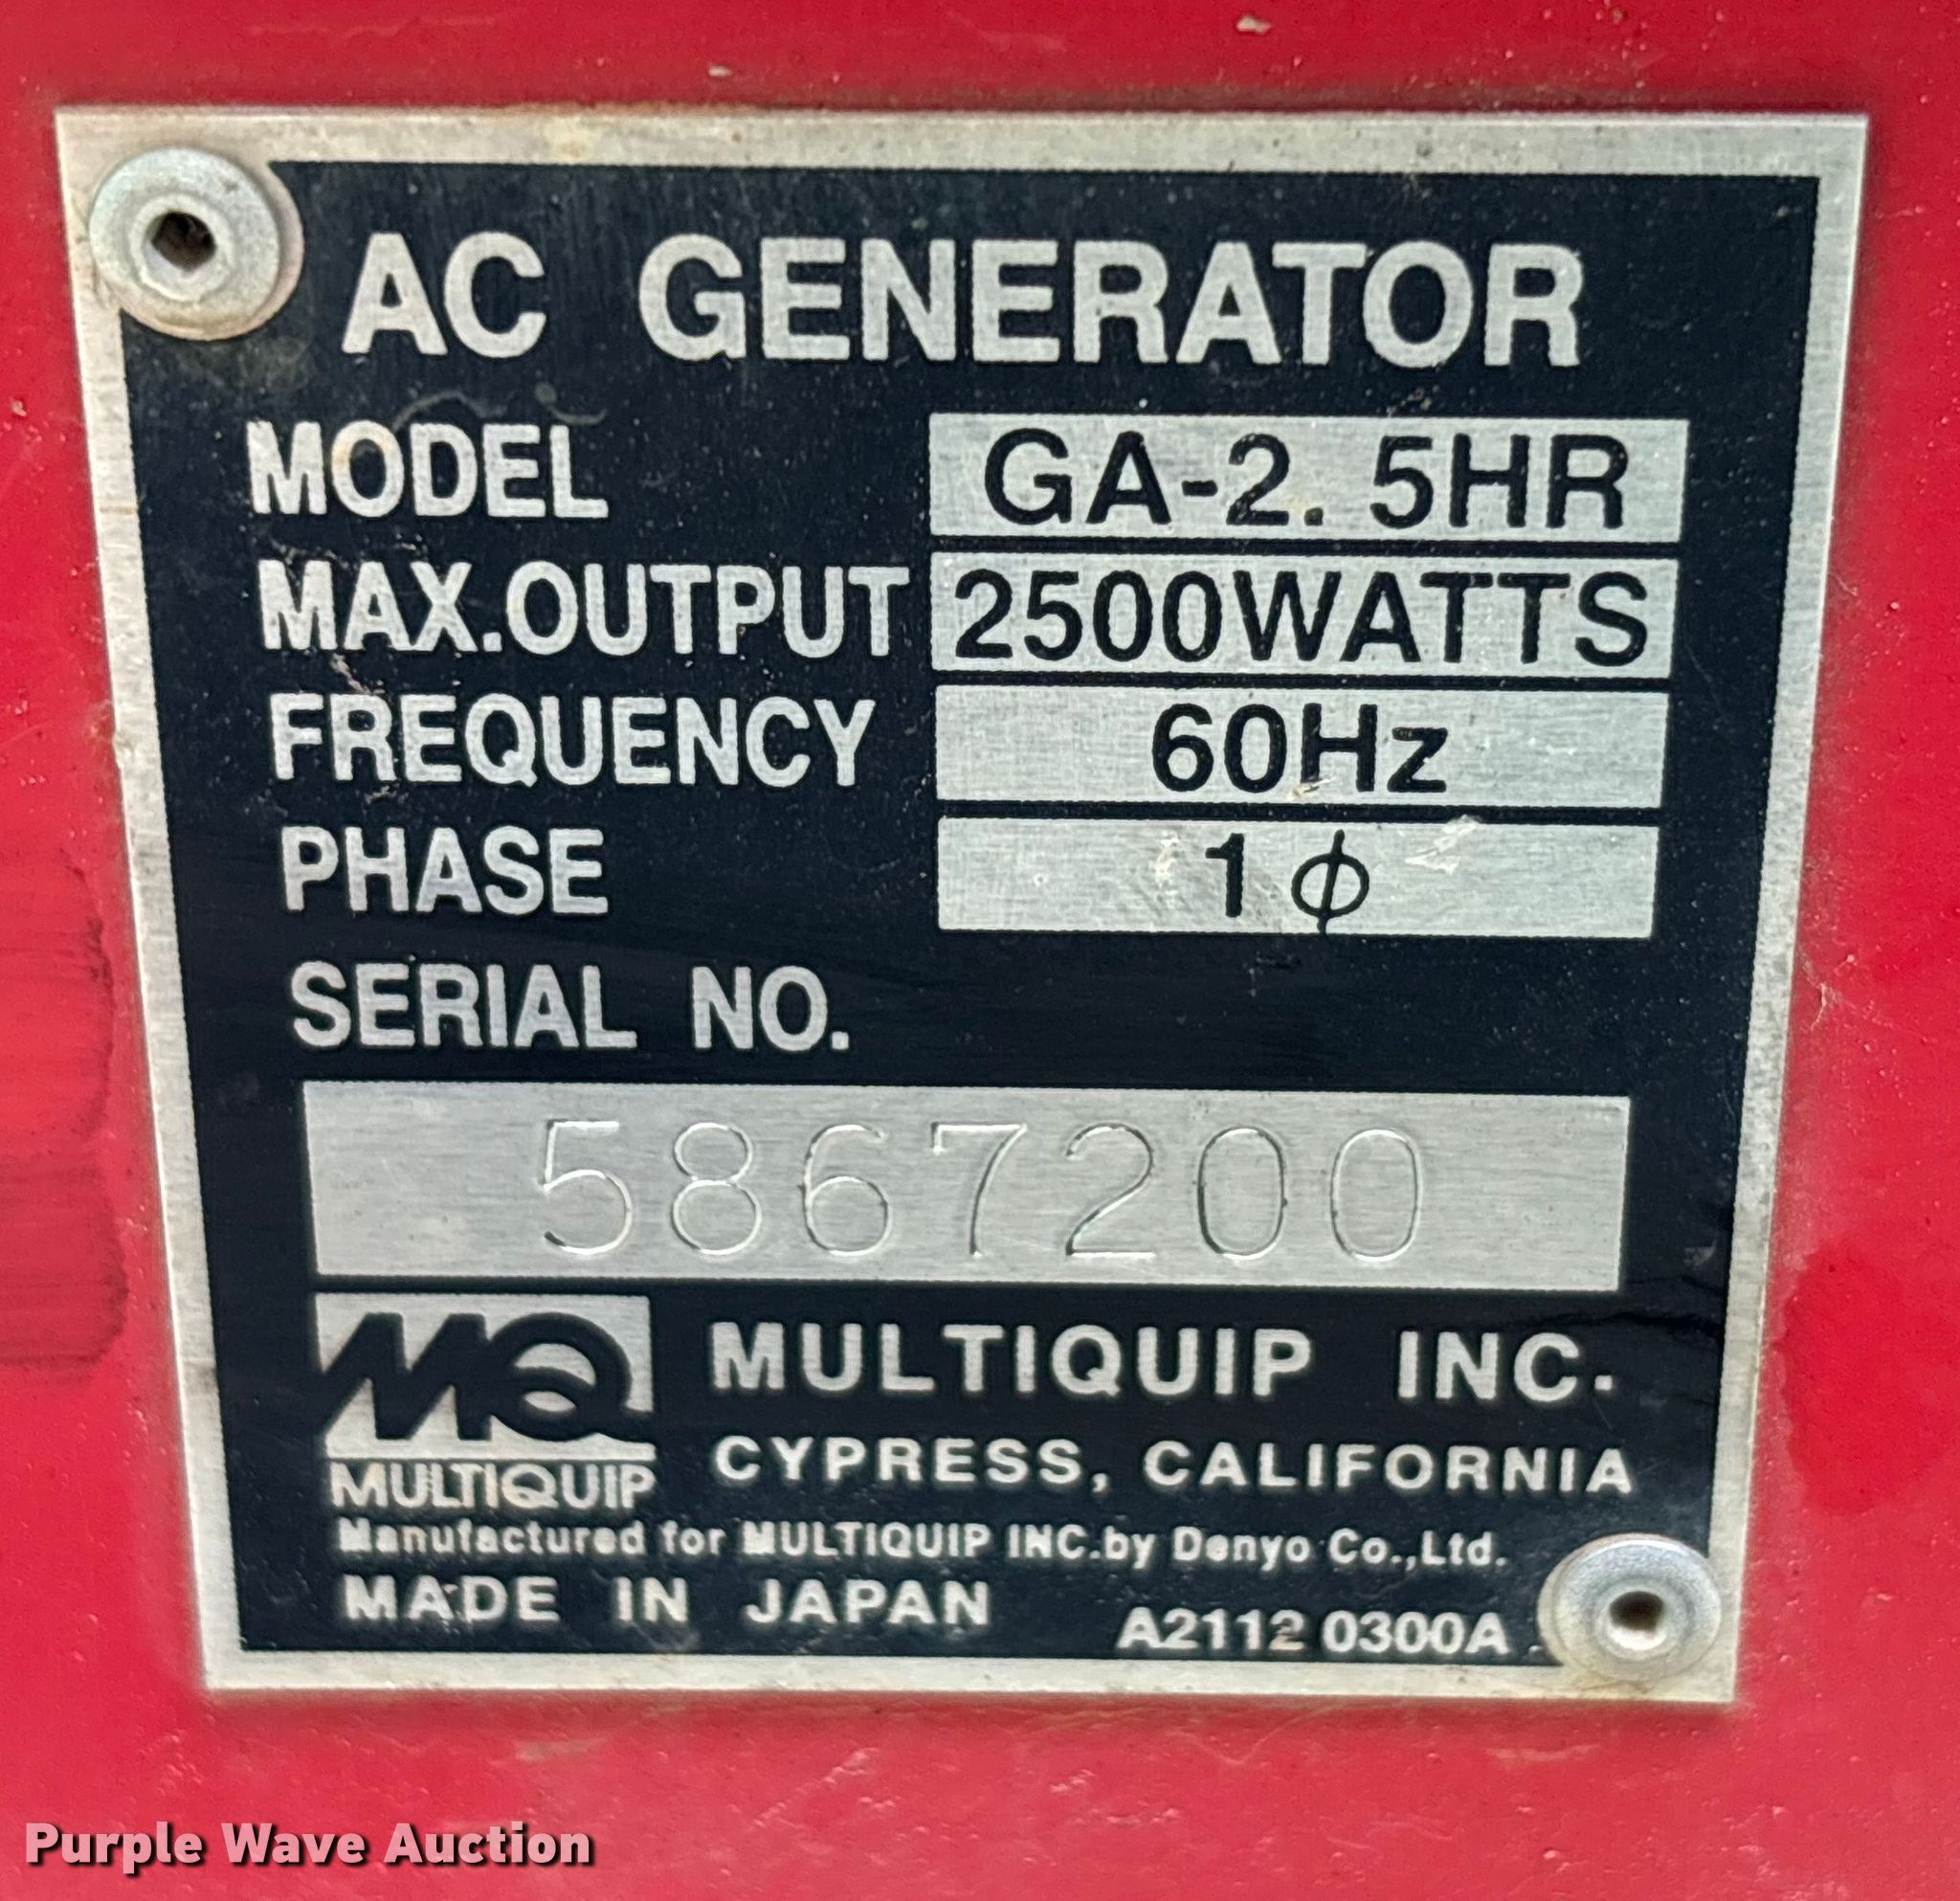 AC GENERATOR
MODEL GA-2.5HR
MAX.OUTPUT 2500WATTS
FREQUENCY 60Hz
PHASE 1ϕ
SERIAL NO.
5867200
MQ MULTIQUIP INC.
CYPRESS, CALIFORNIA
MULTIQUIP
Manufactured for MULTIQUIP INC.by Denyo Co.,Ltd.
MADE IN JAPAN A2112 0300A
Purple Wave Auction